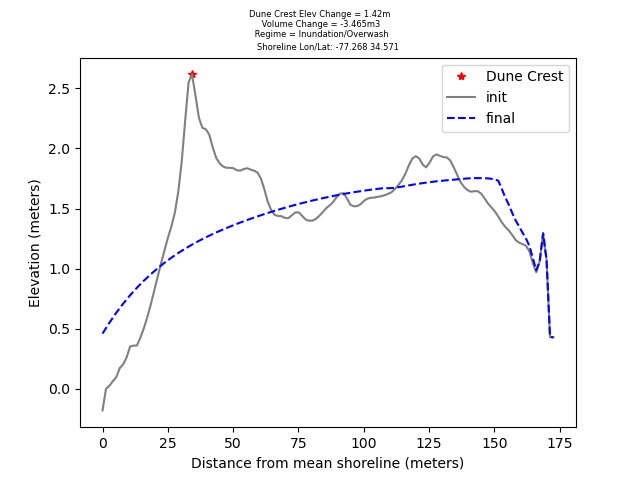 Dune Crest Elev Change = 1.42m
Volume Change = -3.465m3
Regime = Inundation/Overwash
Shoreline Lon/Lat: -77.268 34.571
Dune Crest
init
final
Elevation (meters)
2.5
2.0
1.5
1.0
0.5
0.0
0 25 50 75 100 125 150 175
Distance from mean shoreline (meters)